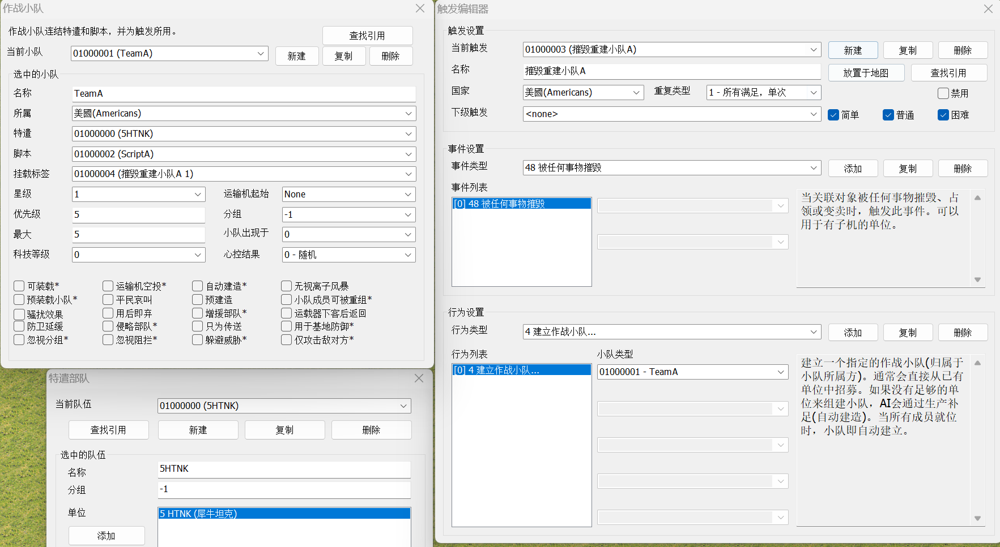 作战小队
作战小队连结特遣和脚本，并为触发所用。
查找引用
当前小队
01000001 (TeamA)
新建
复制
删除
选中的小队
名称
TeamA
所属
美國(Americans)
特遣
01000000 (5HTNK)
脚本
01000002 (ScriptA)
挂载标签
01000004 (摧毁重建小队A 1)
星级
1
运输机起始
None
优先级
5
分组
-1
最大
5
小队出现于
0
科技等级
0
心控结果
0 - 随机
可装载*
运输机空投*
自动建造*
无视离子风暴
预装载小队*
平民哀叫
预建造
小队成员可被重组*
骚扰效果
用后即弃
增援部队*
运载器下客后返回
防卫延缓
侵略部队*
只为传送
用于基地防御*
忽视分组*
忽视阻拦*
躲避威胁*
仅攻击敌对方*
特遣部队
当前队伍
01000000 (5HTNK)
查找引用
新建
复制
删除
选中的队伍
名称
5HTNK
分组
-1
单位
5 HTNK (犀牛坦克)
添加
触发编辑器
触发设置
当前触发
01000003 (摧毁重建小队A)
新建
复制
删除
名称
摧毁重建小队A
放置于地图
查找引用
国家
美國(Americans)
重复类型
1 - 所有满足，单次
禁用
下级触发
<none>
简单
普通
困难
事件设置
事件类型
48 被任何事物摧毁
添加
复制
删除
事件列表
[0] 48 被任何事物摧毁
当关联对象被任何事物摧毁、占
领或变卖时，触发此事件。可以
用于有子机的单位。
行为设置
行为类型
4 建立作战小队...
添加
复制
删除
行为列表
[0] 4 建立作战小队...
小队类型
01000001 - TeamA
建立一个指定的作战小队(归属于
小队所属方)。通常会直接从已有
单位中招募。如果没有足够的单
位来组建小队，AI会通过生产补
足(自动建造)。当所有成员就位
时，小队即自动建立。